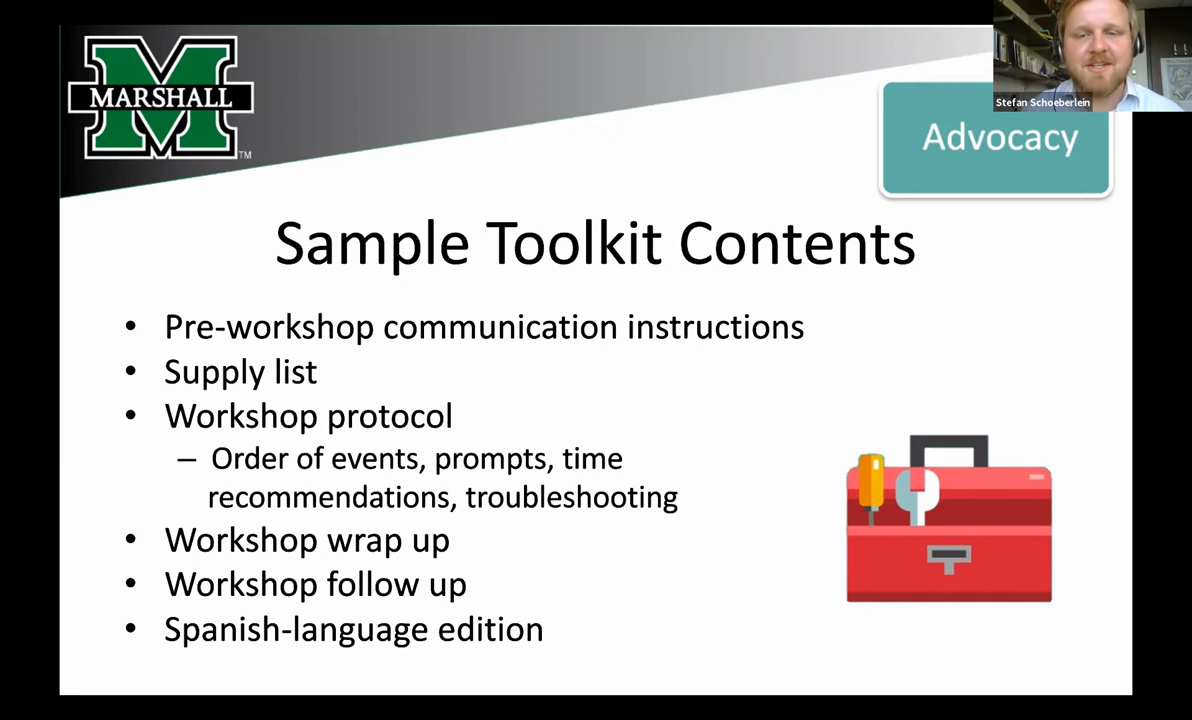 MARSHALL
TM
Stefan Schoeberlein
Advocacy
Sample Toolkit Contents
• Pre-workshop communication instructions
• Supply list
• Workshop protocol
– Order of events, prompts, time
recommendations, troubleshooting
• Workshop wrap up
• Workshop follow up
• Spanish-language edition